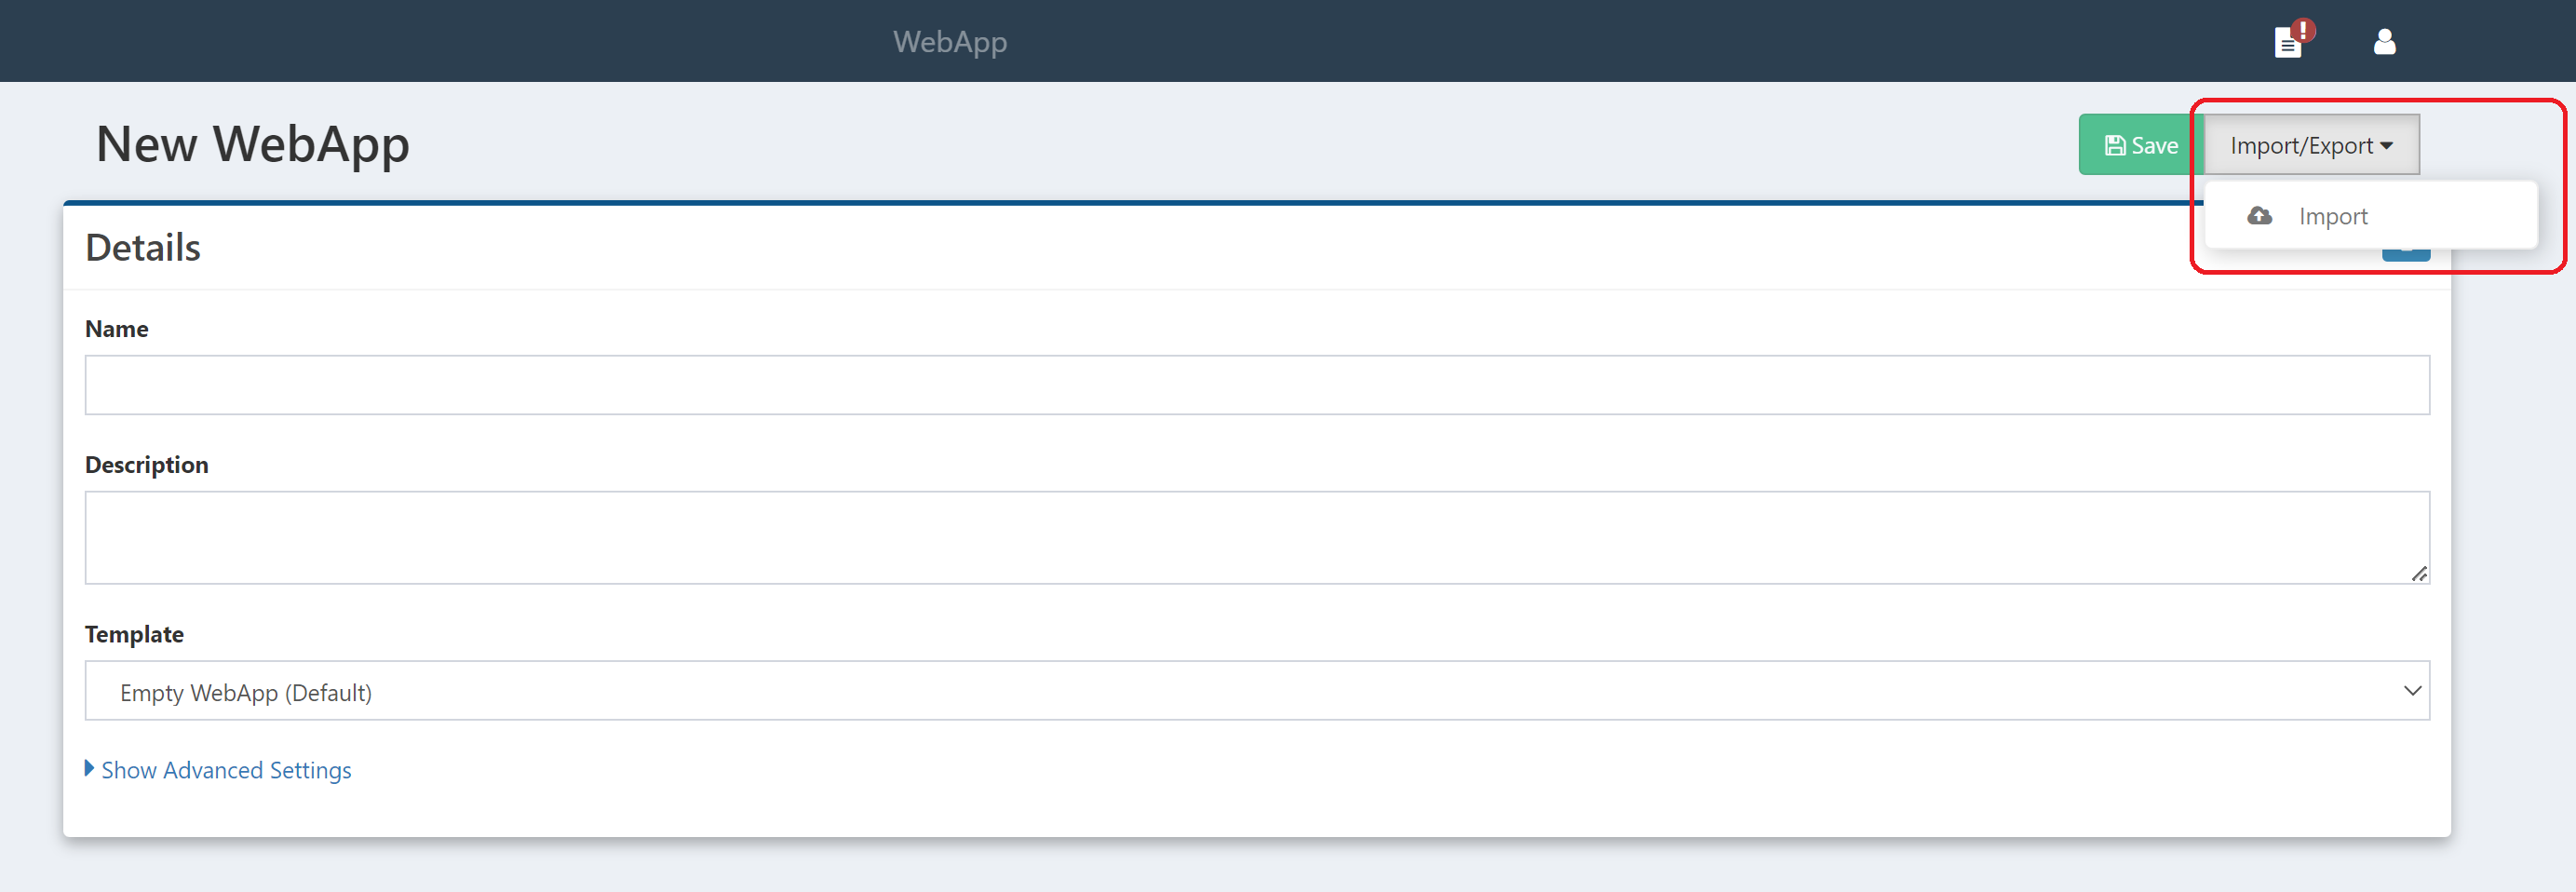 WebApp
!
New WebApp
Save
Import/Export
Import
Details
Name
Description
Template
Empty WebApp (Default)
Show Advanced Settings